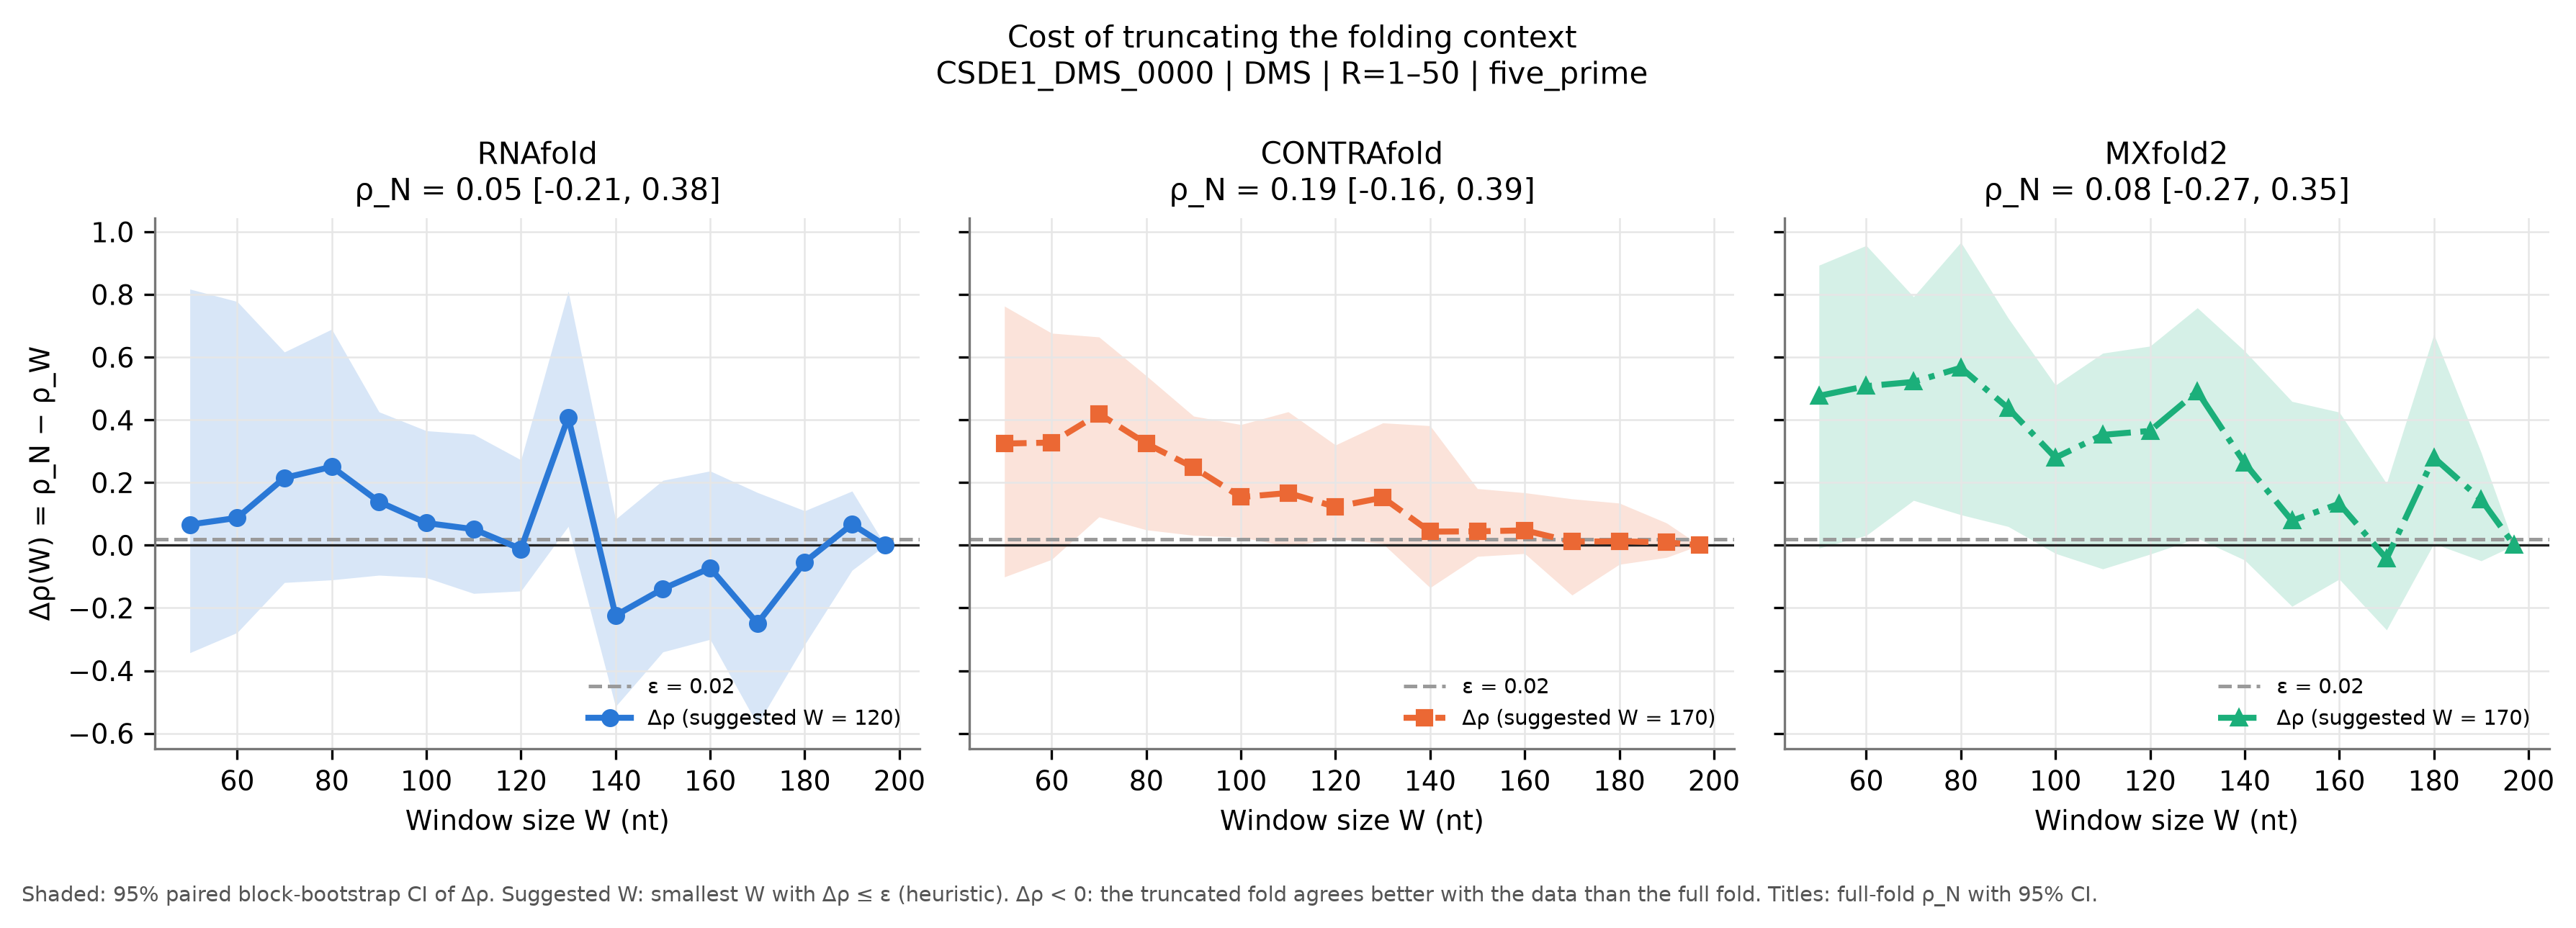 Cost of truncating the folding context
CSDE1_DMS_0000 | DMS | R=1–50 | five_prime
RNAfold
ρ_N = 0.05 [-0.21, 0.38]
CONTRAfold
ρ_N = 0.19 [-0.16, 0.39]
MXfold2
ρ_N = 0.08 [-0.27, 0.35]
Δρ(W) = ρ_N − ρ_W
1.0
0.8
0.6
0.4
0.2
0.0
−0.2
−0.4
−0.6
ε = 0.02
Δρ (suggested W = 120)
ε = 0.02
Δρ (suggested W = 170)
ε = 0.02
Δρ (suggested W = 170)
60 80 100 120 140 160 180 200
60 80 100 120 140 160 180 200
60 80 100 120 140 160 180 200
Window size W (nt)
Window size W (nt)
Window size W (nt)
Shaded: 95% paired block-bootstrap CI of Δρ. Suggested W: smallest W with Δρ ≤ ε (heuristic). Δρ < 0: the truncated fold agrees better with the data than the full fold. Titles: full-fold ρ_N with 95% CI.